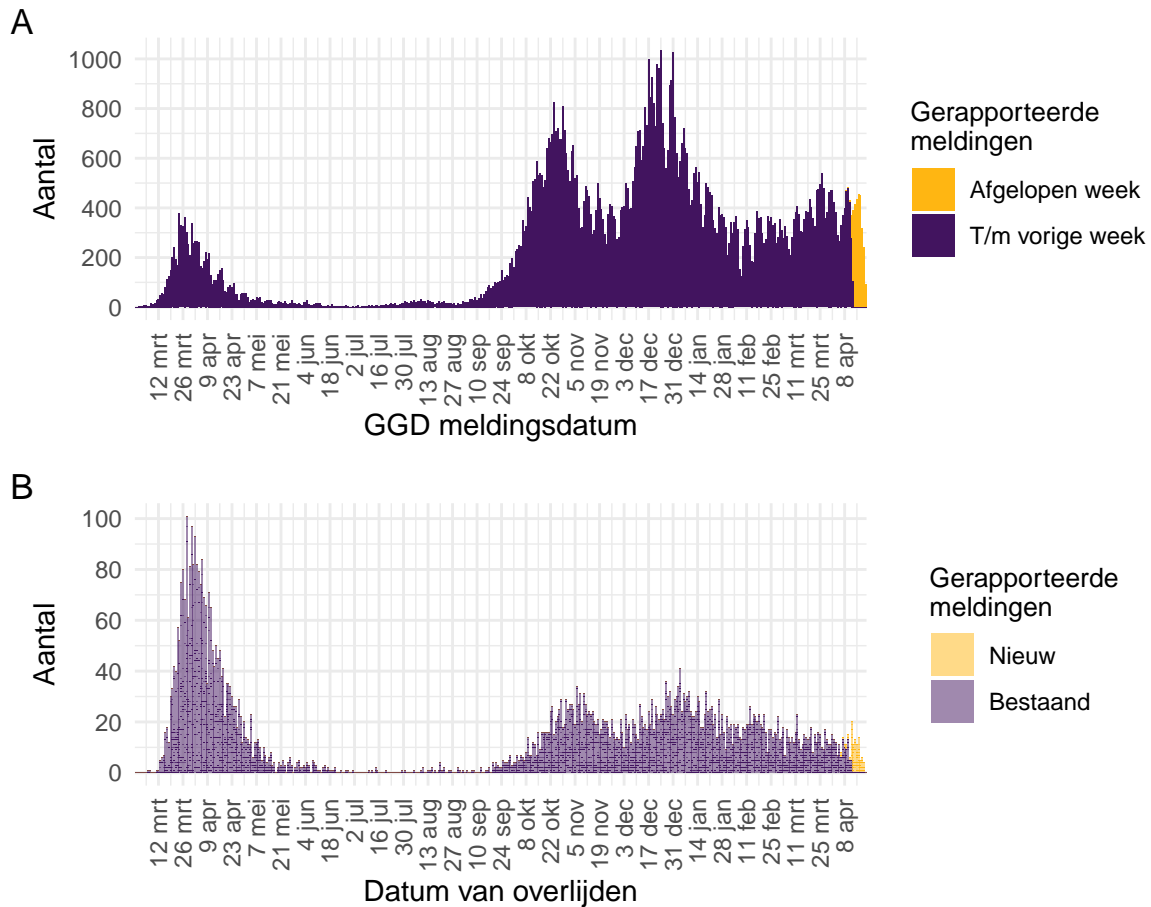 A
1000
800
600
400
200
0
Aantal
12 mrt
26 mrt
9 apr
23 apr
7 mei
21 mei
4 jun
18 jun
2 jul
16 jul
30 jul
13 aug
27 aug
10 sep
24 sep
8 okt
22 okt
5 nov
19 nov
3 dec
17 dec
31 dec
14 jan
28 jan
11 feb
25 feb
11 mrt
25 mrt
8 apr
GGD meldingsdatum
Gerapporteerde
meldingen
Afgelopen week
T/m vorige week
B
100
80
60
40
20
0
Aantal
12 mrt
26 mrt
9 apr
23 apr
7 mei
21 mei
4 jun
18 jun
2 jul
16 jul
30 jul
13 aug
27 aug
10 sep
24 sep
8 okt
22 okt
5 nov
19 nov
3 dec
17 dec
31 dec
14 jan
28 jan
11 feb
25 feb
11 mrt
25 mrt
8 apr
Datum van overlijden
Gerapporteerde
meldingen
Nieuw
Bestaand